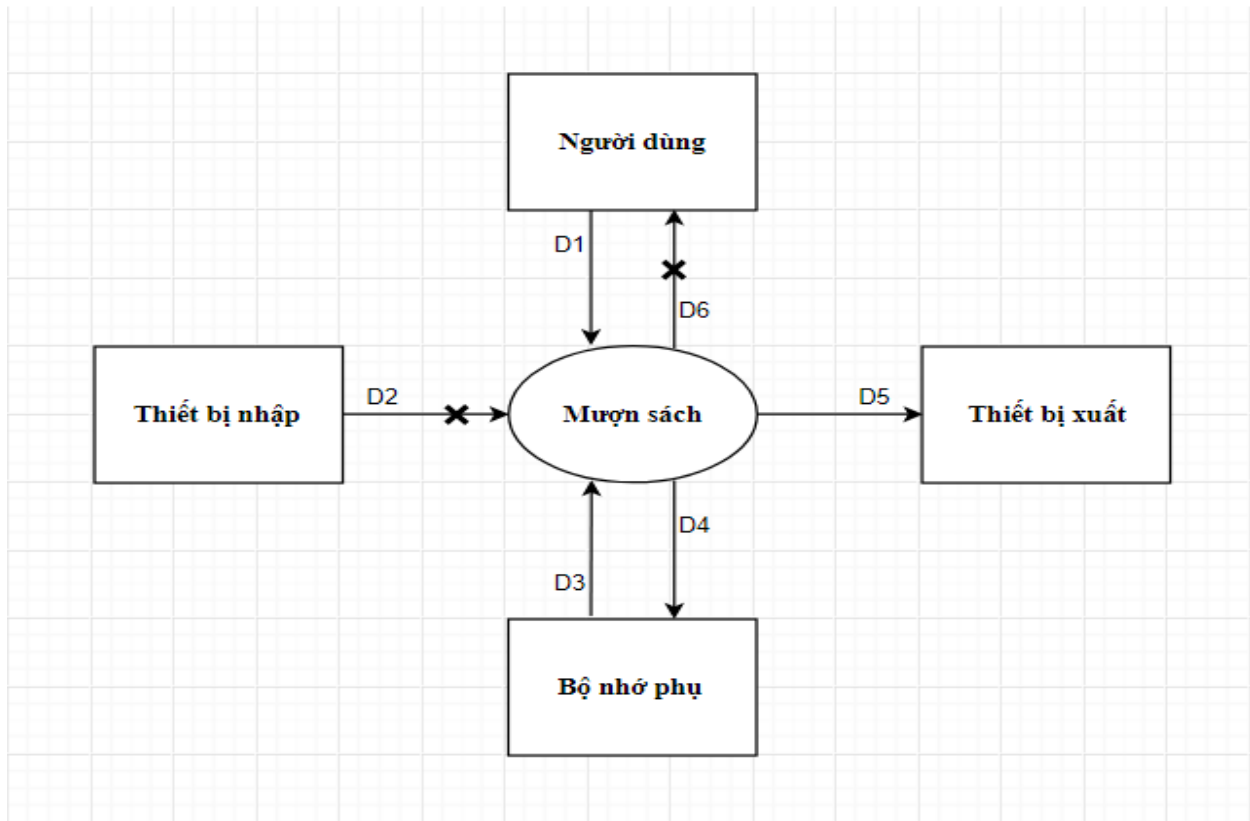 Người dùng
D1
D6
Thiết bị nhập
D2
Mượn sách
D5
Thiết bị xuất
D4
D3
Bộ nhớ phụ